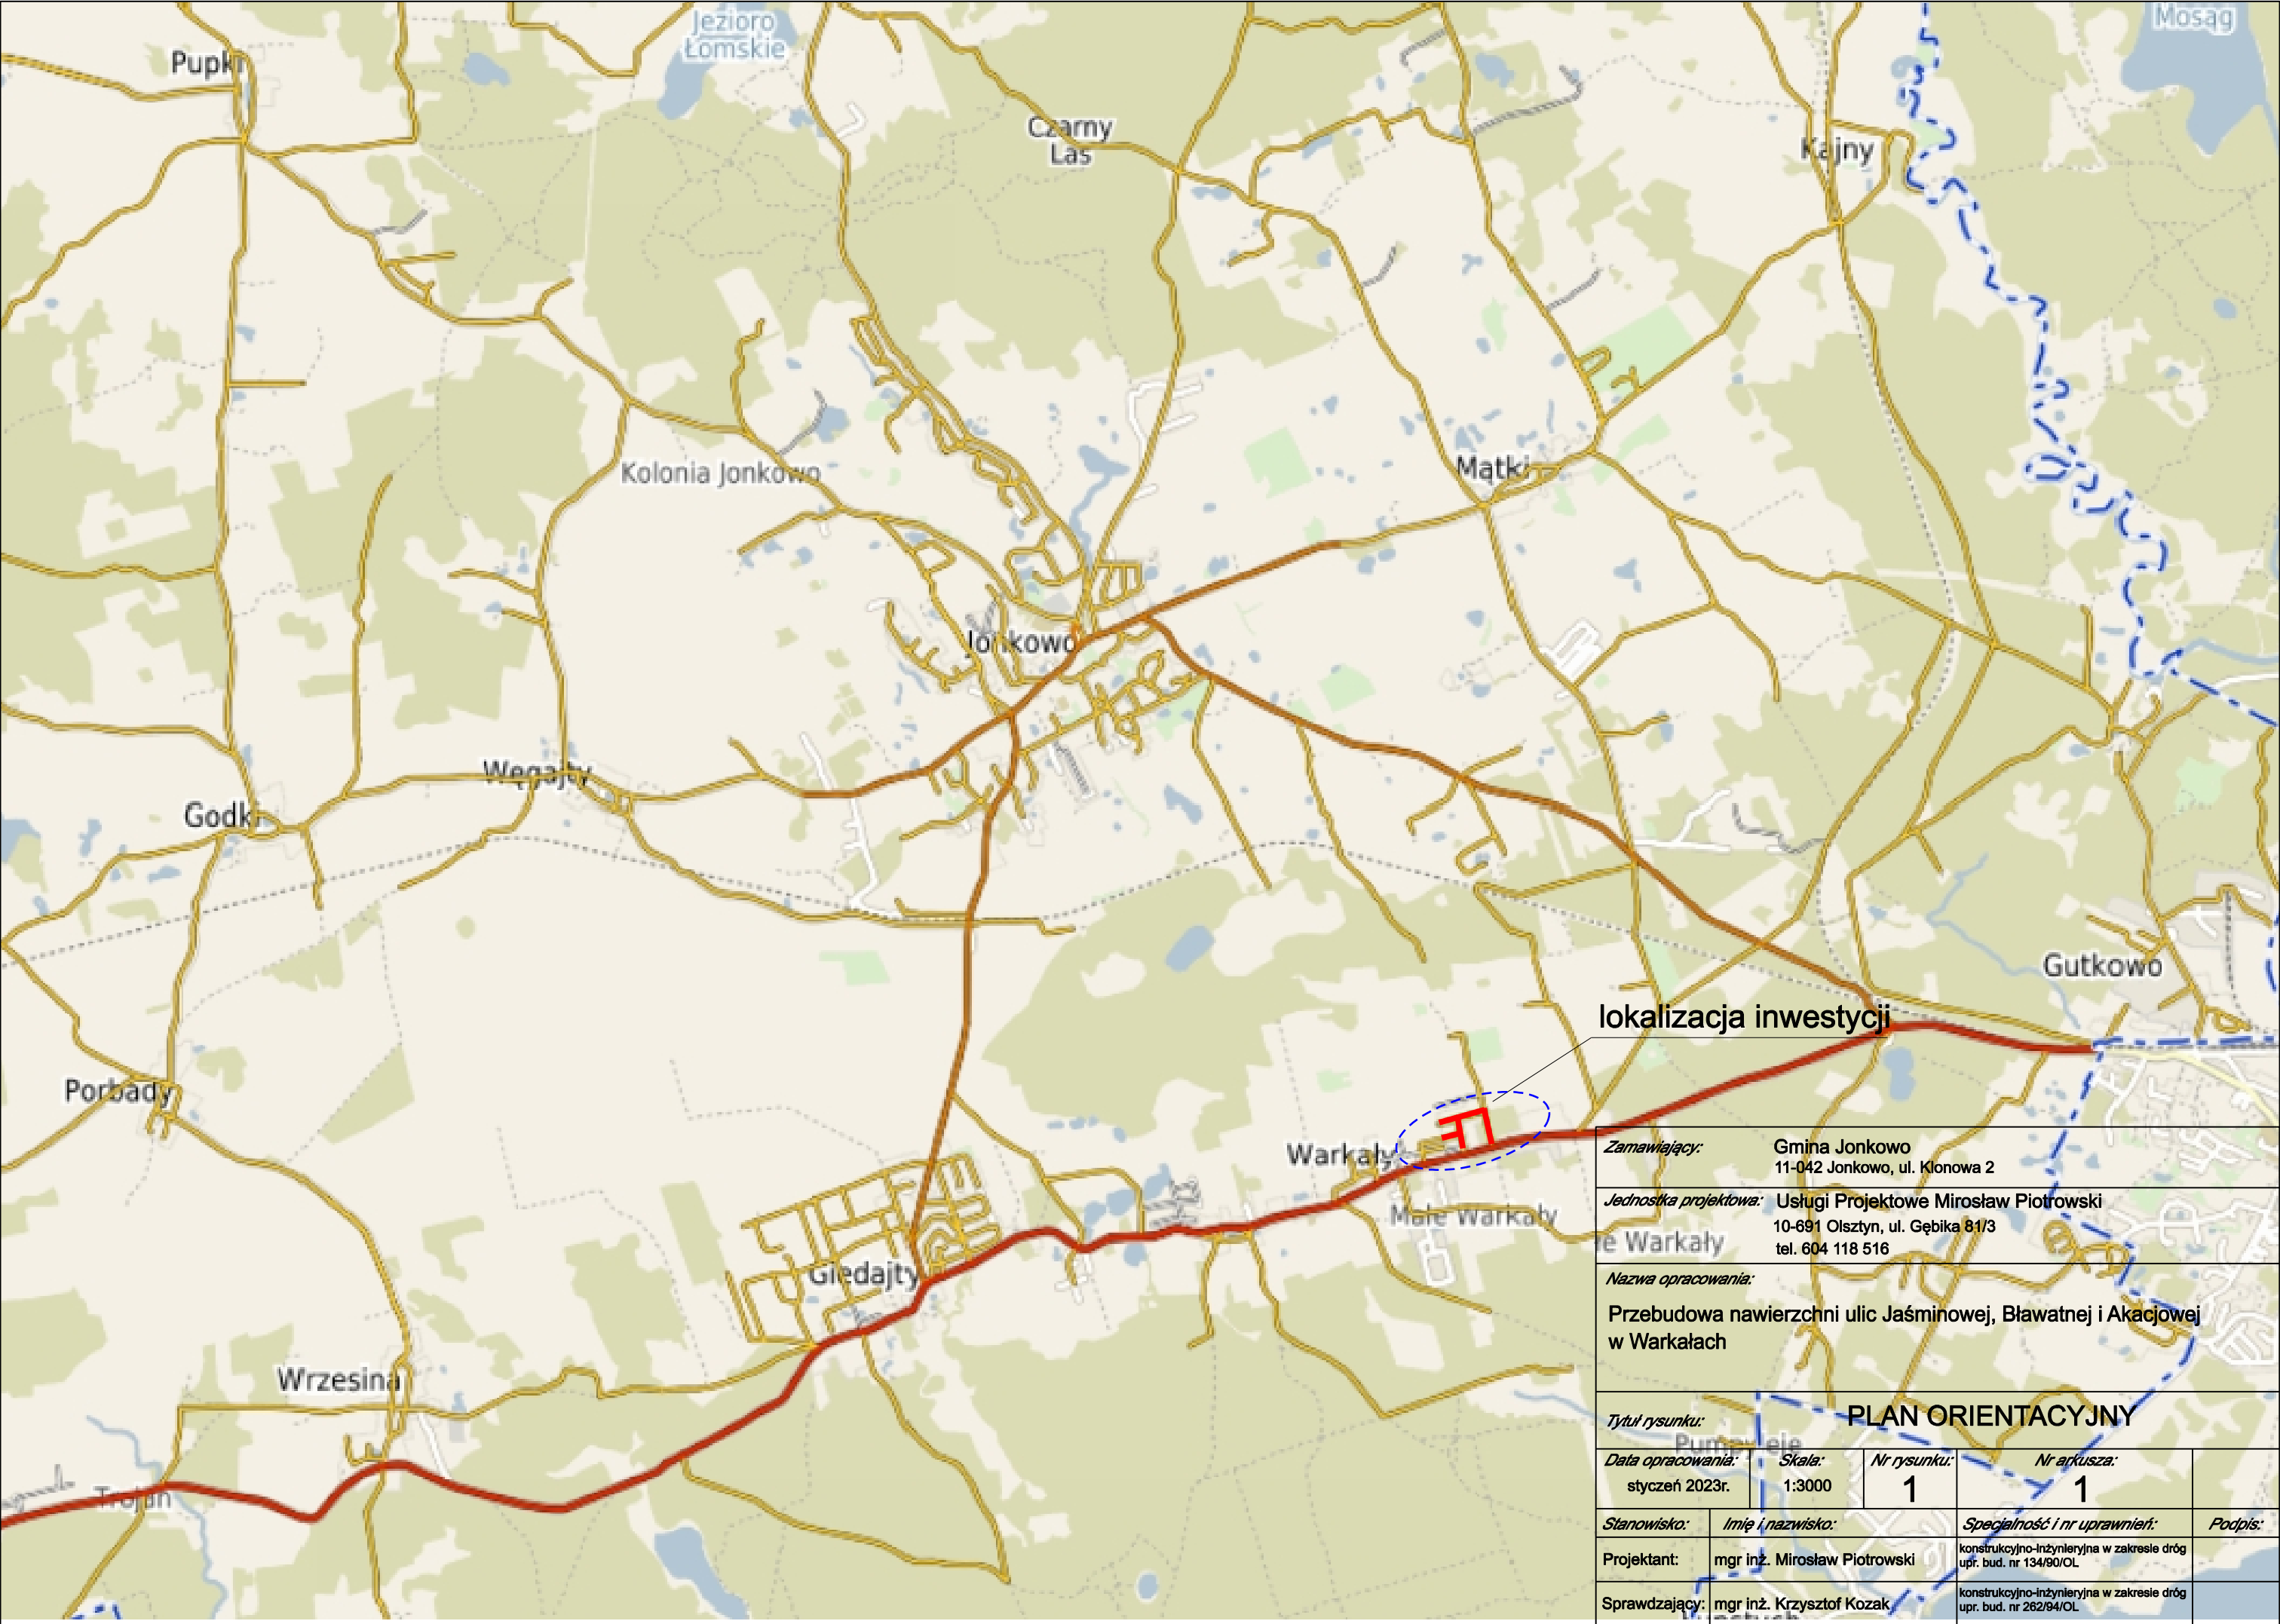 Jezioro
Łomskie
Mosąg
Pupki
Czarny
Las
Kajny
Kolonia Jonkowo
Mątki
Jonkowo
Węgajty
Godki
Gutkowo
lokalizacja inwestycji
Porbady
Warkały
Małe Warkały
Giedajty
Wrzesina
Trojan
Zamawiający: Gmina Jonkowo
11-042 Jonkowo, ul. Klonowa 2
Jednostka projektowa: Usługi Projektowe Mirosław Piotrowski
10-691 Olsztyn, ul. Gębika 81/3
tel. 604 118 516
łe Warkały
Nazwa opracowania:
Przebudowa nawierzchni ulic Jaśminowej, Bławatnej i Akacjowej
w Warkałach
Tytuł rysunku: PLAN ORIENTACYJNY
Data opracowania: Skala: Nr rysunku: Nr arkusza:
styczeń 2023r. 1:3000 1 1
Stanowisko: Imię i nazwisko: Specjalność i nr uprawnień: Podpis:
Projektant: mgr inż. Mirosław Piotrowski konstrukcyjno-inżynieryjna w zakresie dróg
upr. bud. nr 134/90/OL
Sprawdzający: mgr inż. Krzysztof Kozak konstrukcyjno-inżynieryjna w zakresie dróg
upr. bud. nr 262/94/OL